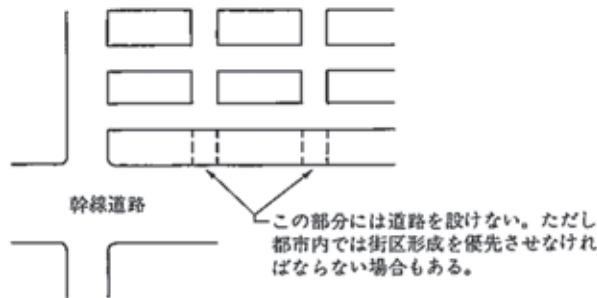 幹線道路
この部分には道路を設けない。ただし
都市内では街区形成を優先させなけれ
ばならない場合もある。